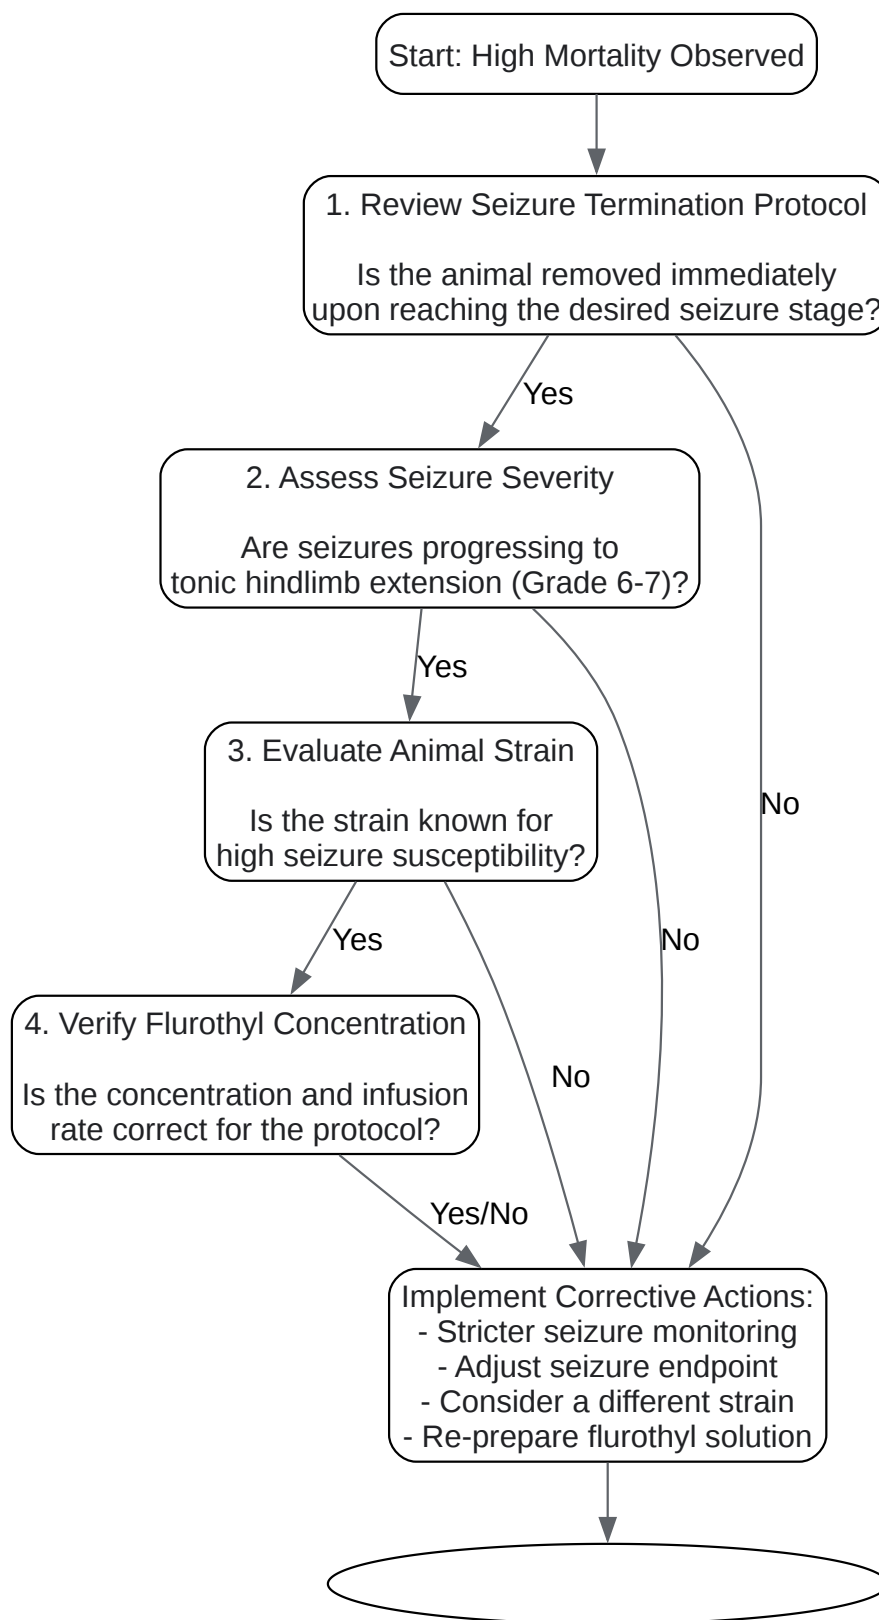 Start: High Mortality Observed
1. Review Seizure Termination Protocol
Is the animal removed immediately
upon reaching the desired seizure stage?
Yes
2. Assess Seizure Severity
Are seizures progressing to
tonic hindlimb extension (Grade 6-7)?
Yes
3. Evaluate Animal Strain
Is the strain known for
high seizure susceptibility?
No
Yes
No
4. Verify Flurothyl Concentration
Is the concentration and infusion
rate correct for the protocol?
No
Yes/No
Implement Corrective Actions:
- Stricter seizure monitoring
- Adjust seizure endpoint
- Consider a different strain
- Re-prepare flurothyl solution